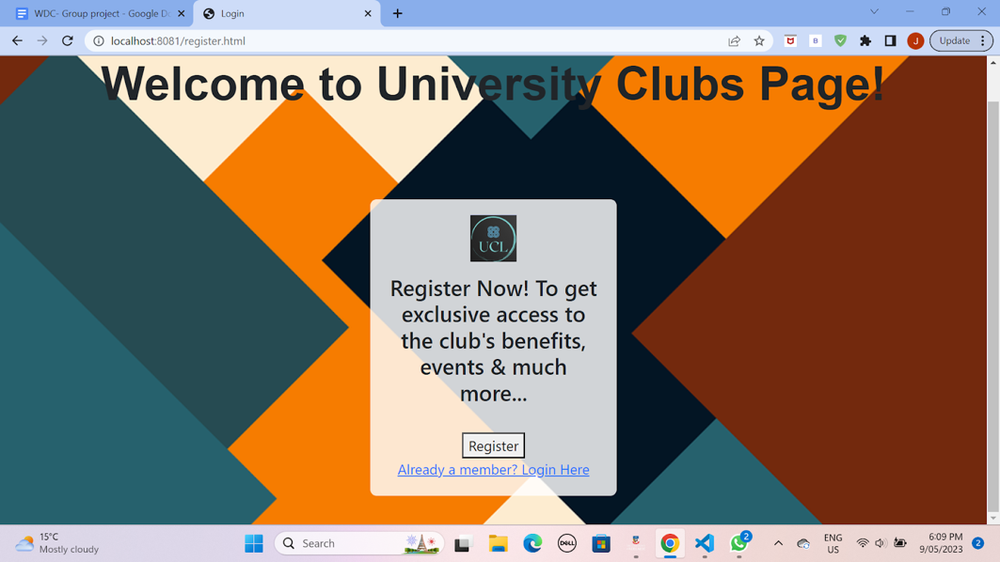 WDC- Group project - Google D
Login
localhost:8081/register.html
B
J
Update
Welcome to University Clubs Page!
UCL
Register Now! To get
exclusive access to
the club's benefits,
events & much
more...
Register
Already a member? Login Here
15°C
Mostly cloudy
Search
DELL
2
ENG
US
6:09 PM
9/05/2023
2